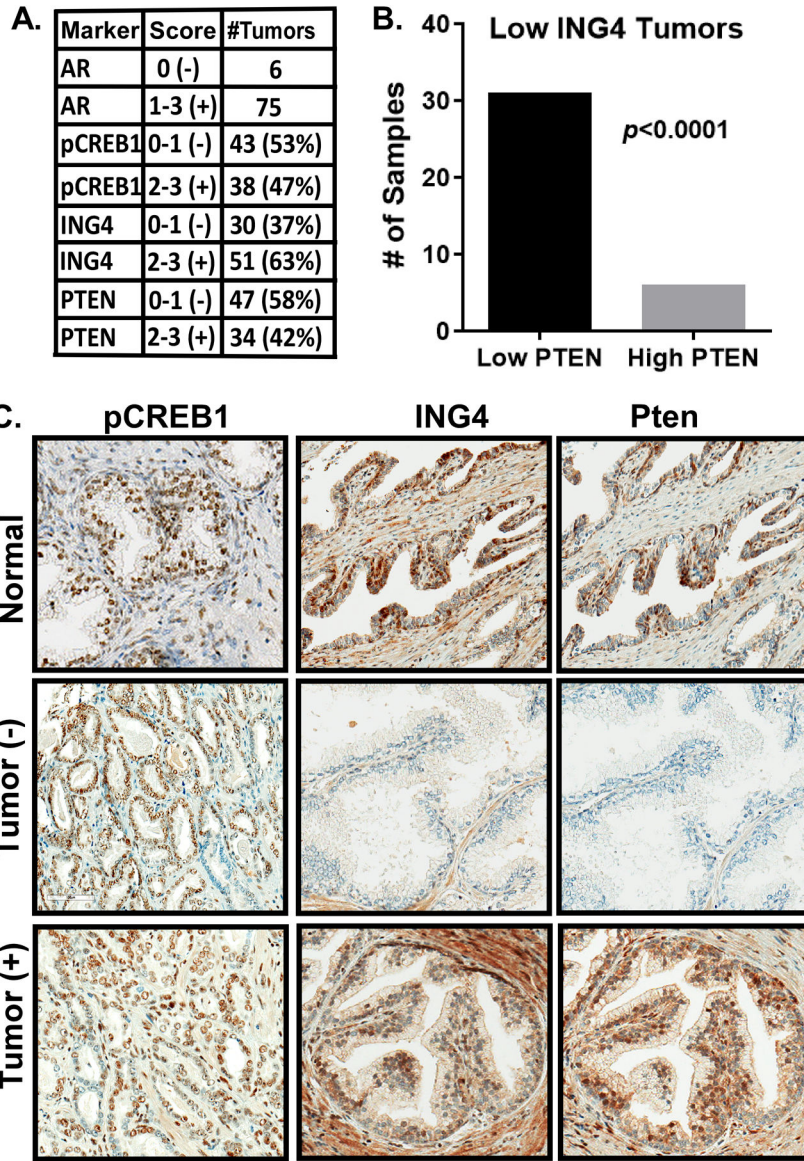 A.
Marker Score #Tumors
AR 0 (-) 6
AR 1-3 (+) 75
pCREB1 0-1 (-) 43 (53%)
pCREB1 2-3 (+) 38 (47%)
ING4 0-1 (-) 30 (37%)
ING4 2-3 (+) 51 (63%)
PTEN 0-1 (-) 47 (58%)
PTEN 2-3 (+) 34 (42%)
B.
Low ING4 Tumors
# of Samples
40
30
20
10
0
p<0.0001
Low PTEN High PTEN
C.
pCREB1 ING4 Pten
Normal
Tumor (-)
Tumor (+)